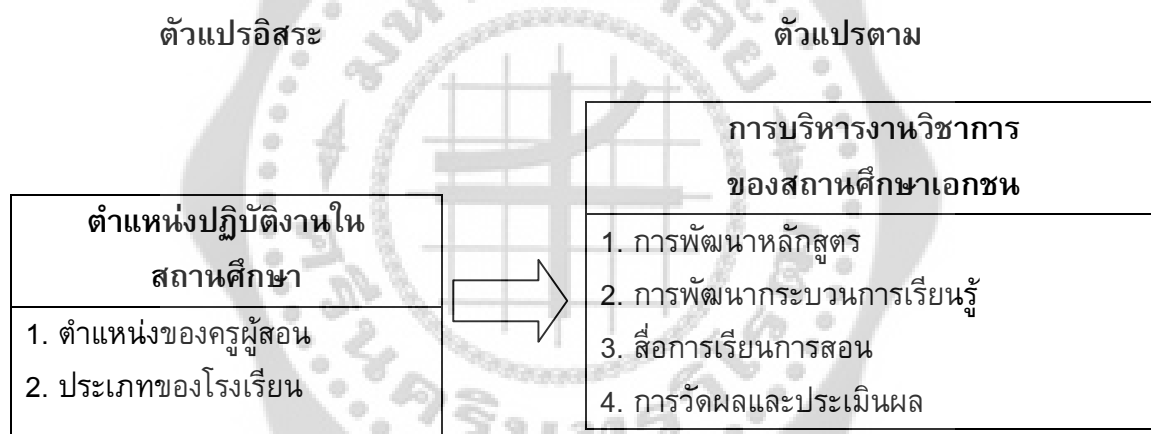 ตัวแปรอิสระ
ตัวแปรตาม
ตำแหน่งปฏิบัติงานใน
สถานศึกษา
1. ตำแหน่งของครูผู้สอน
2. ประเภทของโรงเรียน
การบริหารงานวิชาการ
ของสถานศึกษาเอกชน
1. การพัฒนาหลักสูตร
2. การพัฒนากระบวนการเรียนรู้
3. สื่อการเรียนการสอน
4. การวัดผลและประเมินผล